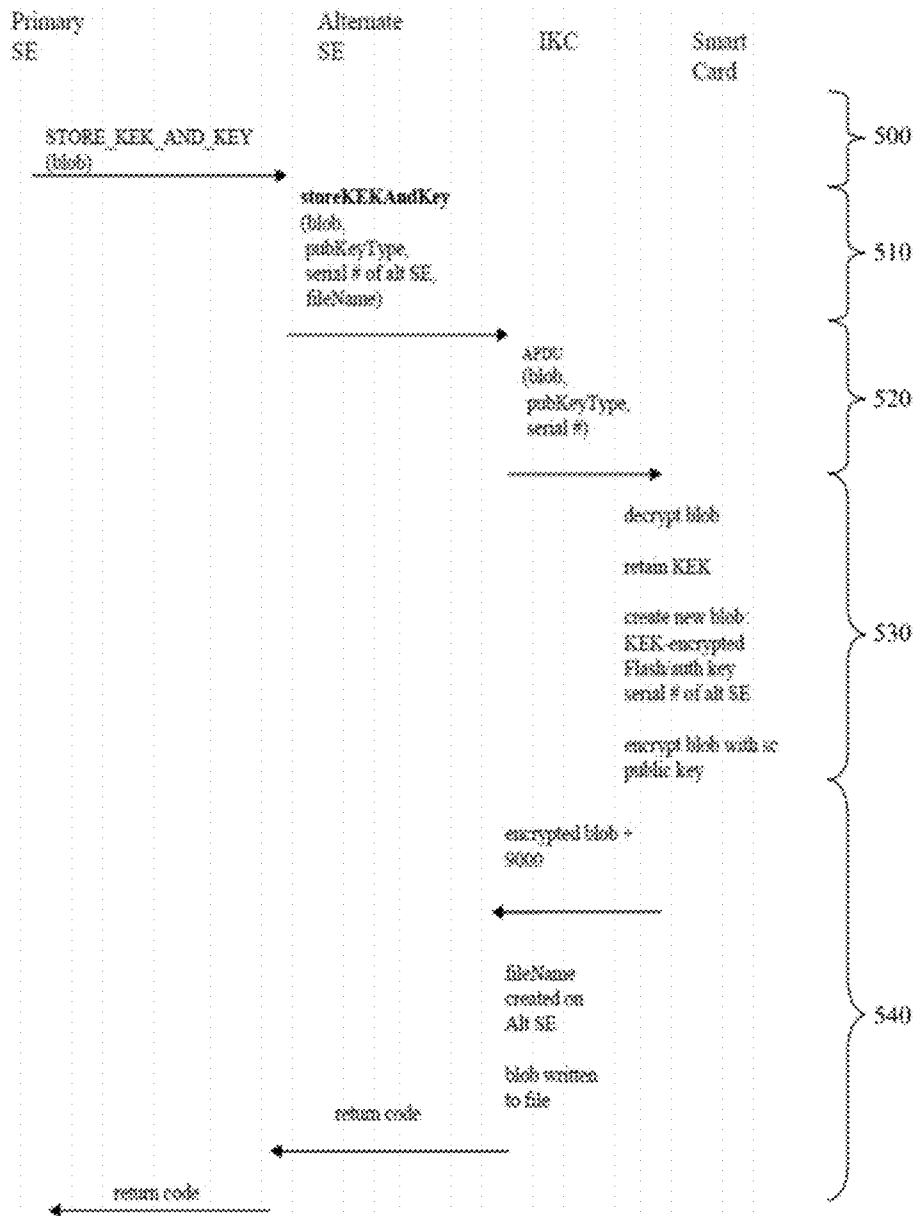 Primary
SE
Alternate
SE
IKC
Smart
Card
STORE_KEK_AND_KEY
(blob)
500
storeKEKAndKey
(blob,
pubKeyType,
serial # of alt SE,
fileName)
510
APDU
(blob,
pubKeyType,
serial #)
520
decrypt blob
retain KEK
create new blob:
KEK-encrypted
Flash/auth key
serial # of alt SE
encrypt blob with sc
public key
530
encrypted blob +
9000
fileName
created on
Alt SE
blob written
to file
540
return code
return code